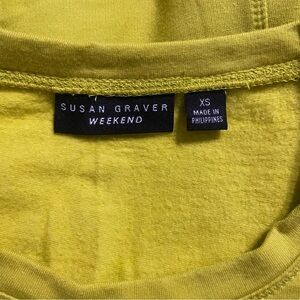 SUSAN GRAVER
WEEKEND
XS
MADE IN
PHILIPPINES